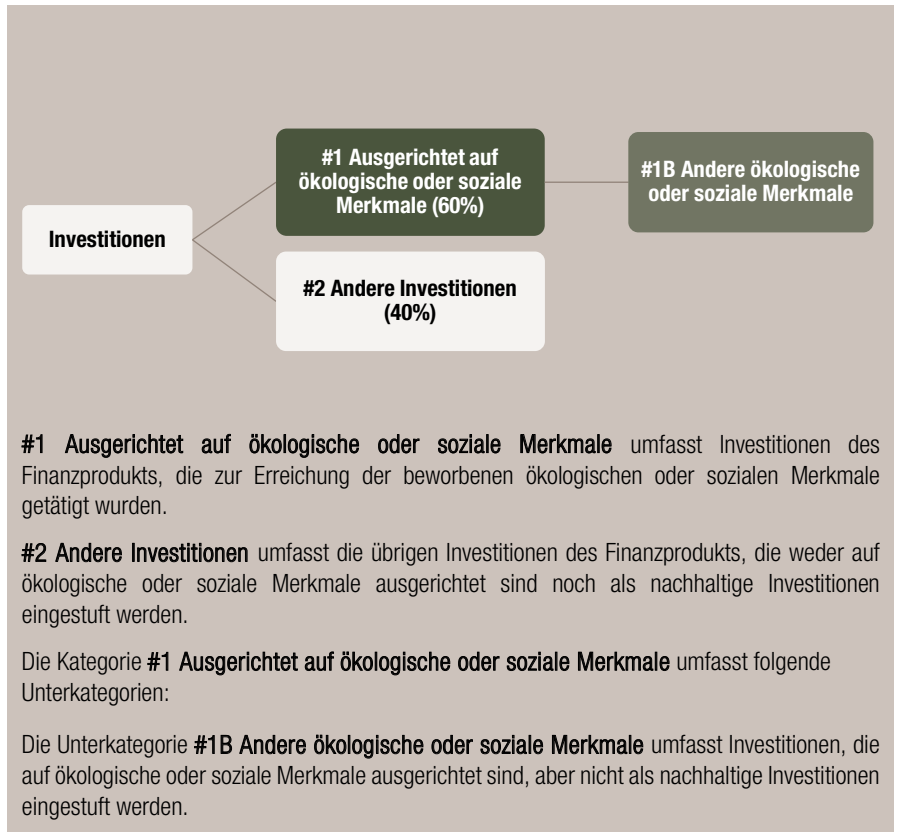 #1 Ausgerichtet auf
ökologische oder soziale
Merkmale (60%)
#1B Andere ökologische
oder soziale Merkmale
Investitionen
#2 Andere Investitionen
(40%)
#1 Ausgerichtet auf ökologische oder soziale Merkmale umfasst Investitionen des
Finanzprodukts, die zur Erreichung der beworbenen ökologischen oder sozialen Merkmale
getätigt wurden.
#2 Andere Investitionen umfasst die übrigen Investitionen des Finanzprodukts, die weder auf
ökologische oder soziale Merkmale ausgerichtet sind noch als nachhaltige Investitionen
eingestuft werden.
Die Kategorie #1 Ausgerichtet auf ökologische oder soziale Merkmale umfasst folgende
Unterkategorien:
Die Unterkategorie #1B Andere ökologische oder soziale Merkmale umfasst Investitionen, die
auf ökologische oder soziale Merkmale ausgerichtet sind, aber nicht als nachhaltige Investitionen
eingestuft werden.